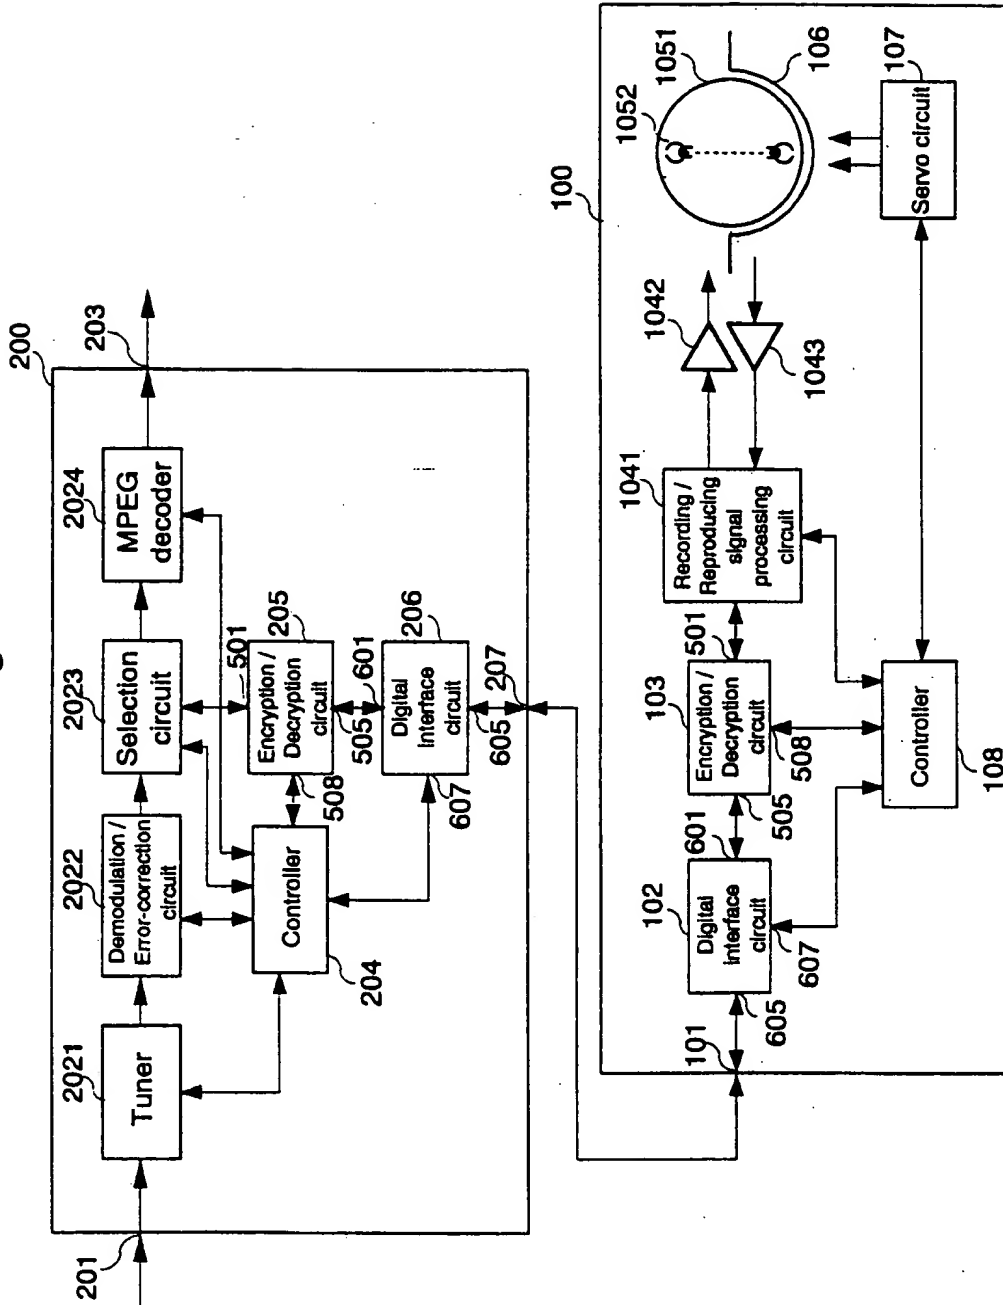 200
203
201
2021
Tuner
2022
Demodulation /
Error-correction
circuit
2023
Selection
circuit
2024
MPEG
decoder
204
Controller
501
205
Encryption /
Decryption
circuit
508
505
601
206
Digital
Interface
circuit
607
605
207
100
101
102
Digital
Interface
circuit
605
607
601
103
Encryption /
Decryption
circuit
505
508
501
1041
Recording /
Reproducing
signal
processing
circuit
1042
1043
1052
1051
106
107
Servo circuit
Controller
108